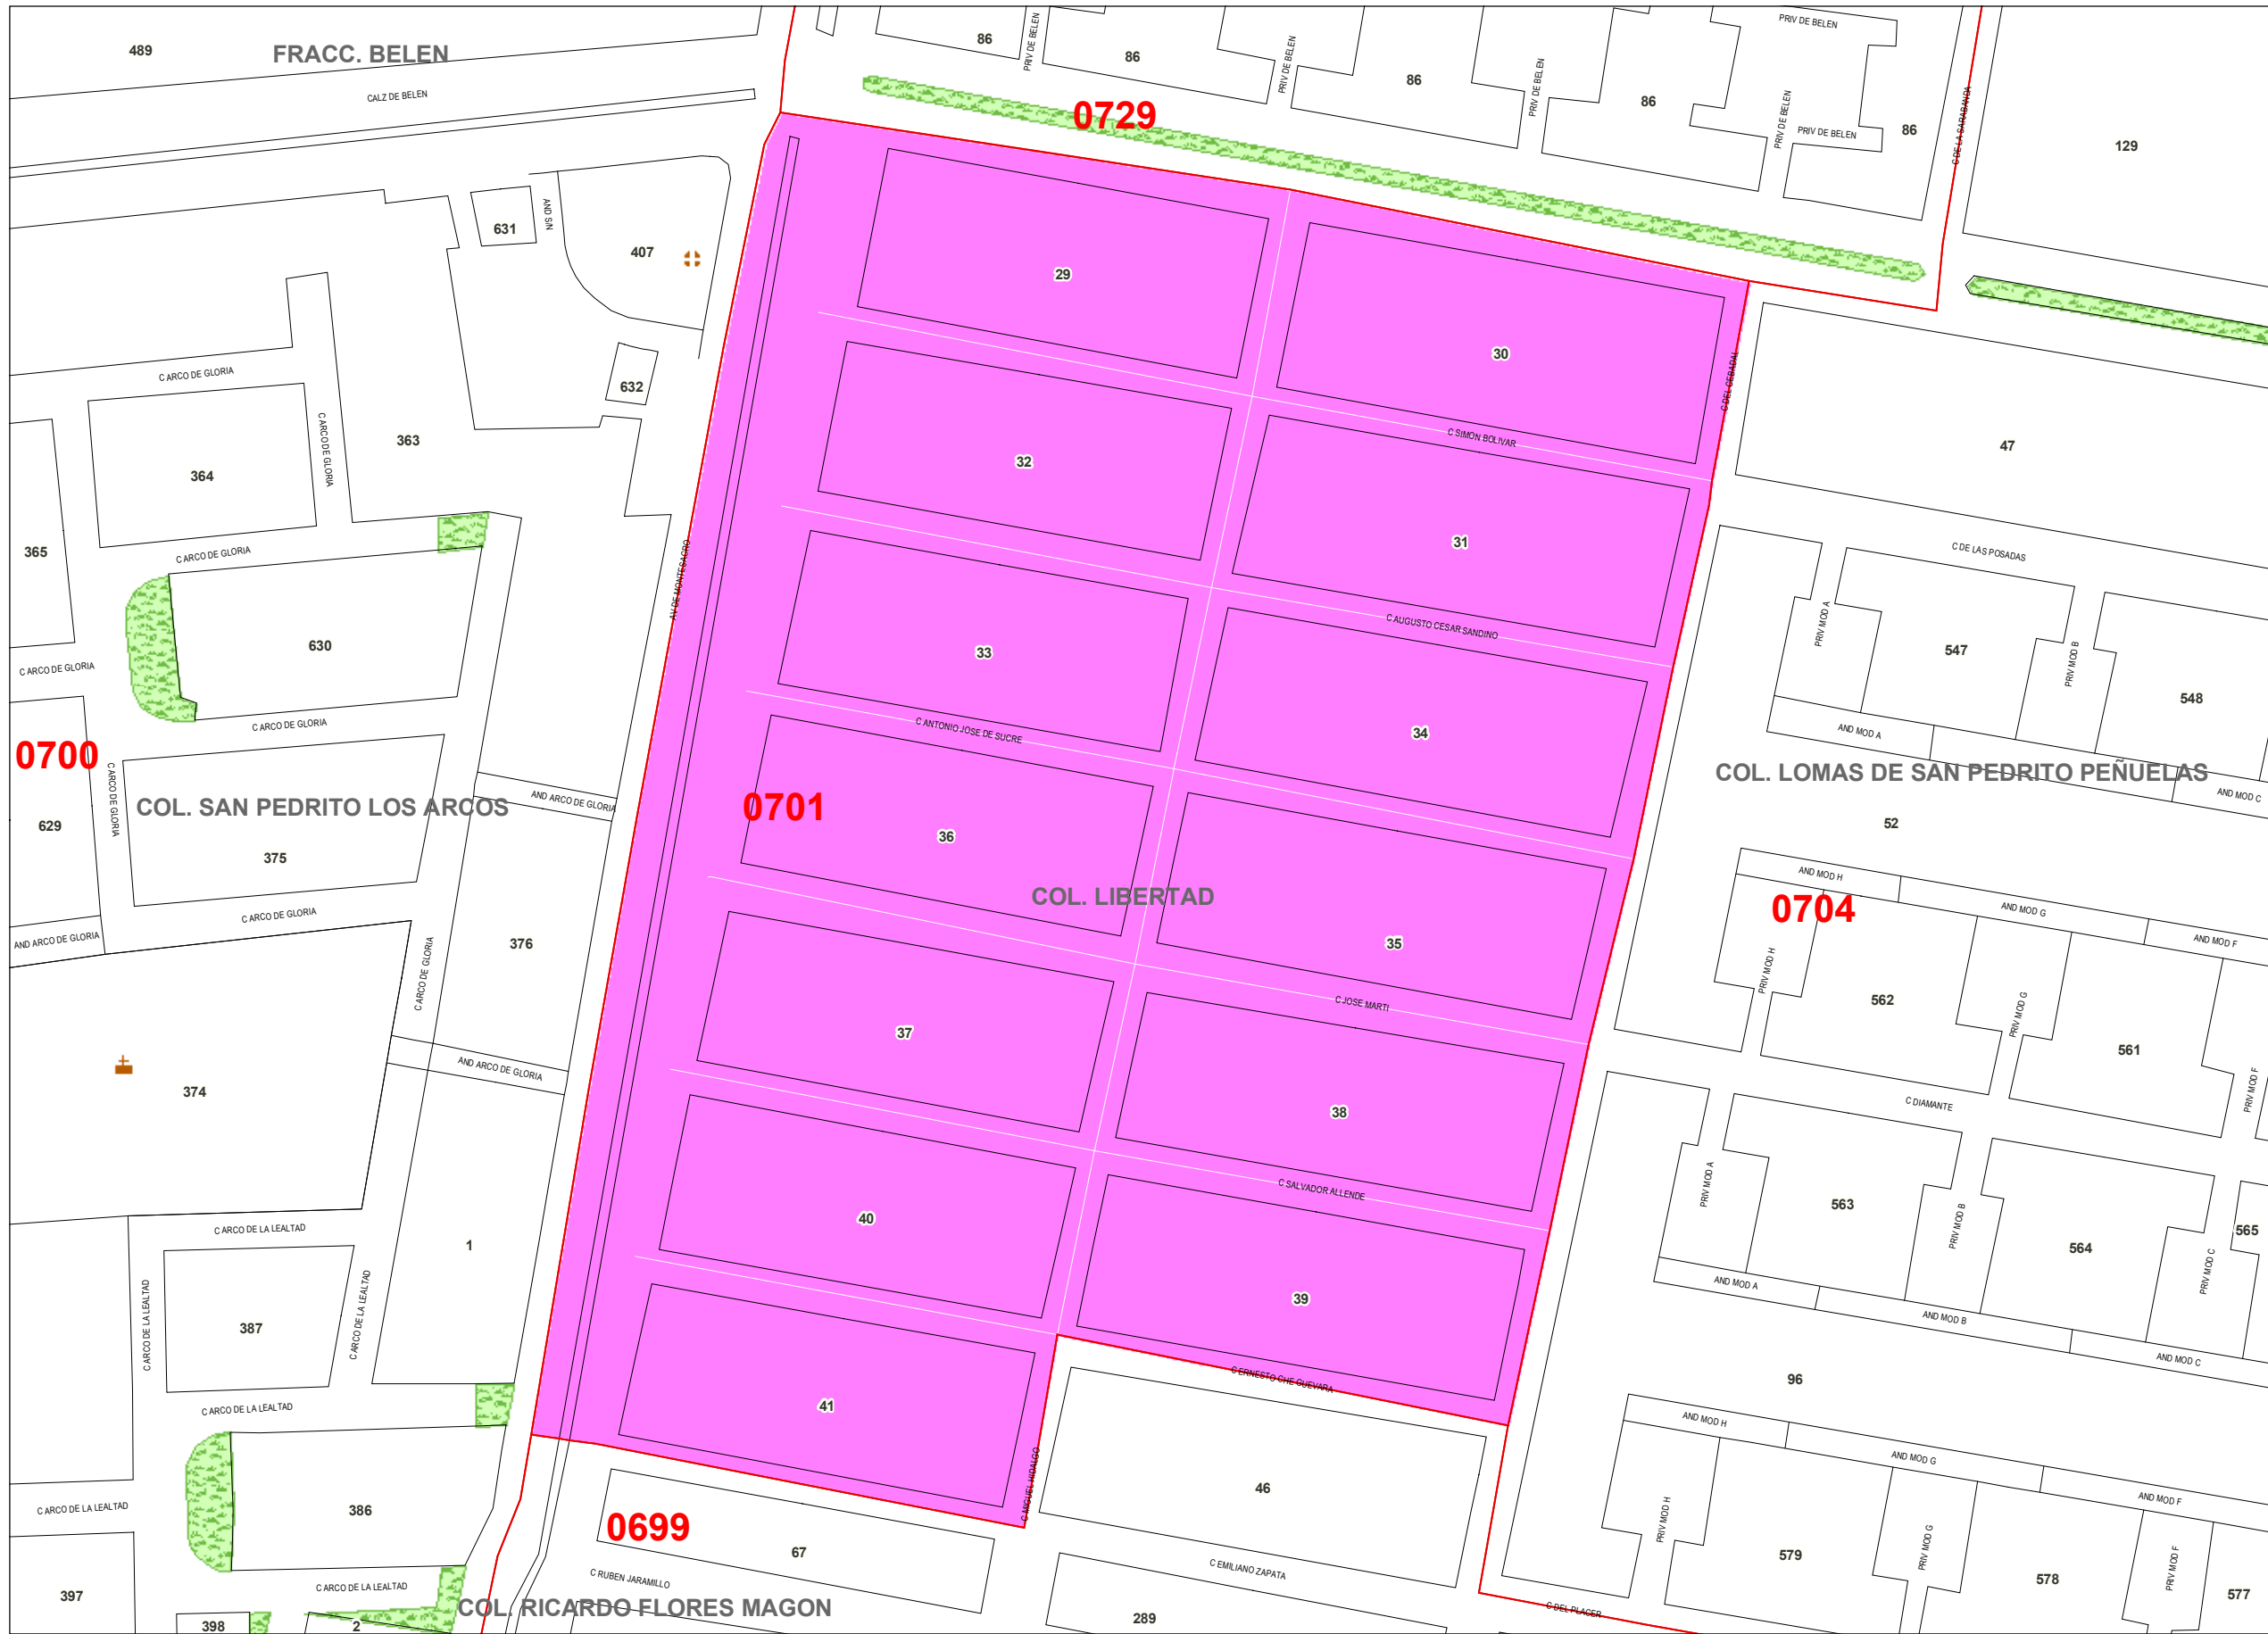 489
FRACC. BELEN
CALZ DE BELEN
86
PRIV DE BELEN
86
PRIV DE BELEN
86
PRIV DE BELEN
86
PRIV DE BELEN
PRIV DE BELEN
PRIV DE BELEN
86
C DE LA SARABANDA
129
0729
631
AND S/N
407
632
29
30
C DEL CEBADAL
C ARCO DE GLORIA
C ARCO DE GLORIA
363
364
365
32
C SIMON BOLIVAR
47
31
C ARCO DE GLORIA
AV DE MONTESACRO
C DE LAS POSADAS
630
33
C AUGUSTO CESAR SANDINO
PRIV MOD A
547
PRIV MOD B
548
C ARCO DE GLORIA
C ARCO DE GLORIA
0700
C ARCO DE GLORIA
C ANTONIO JOSE DE SUCRE
34
AND MOD A
COL. LOMAS DE SAN PEDRITO PEÑUELAS
AND MOD C
COL. SAN PEDRITO LOS ARCOS
AND ARCO DE GLORIA
0701
629
375
36
52
COL. LIBERTAD
AND MOD H
0704
AND MOD G
AND MOD F
C ARCO DE GLORIA
AND ARCO DE GLORIA
376
35
C ARCO DE GLORIA
PRIV MOD H
562
PRIV MOD G
561
PRIV MOD F
37
C JOSE MARTI
374
AND ARCO DE GLORIA
38
C DIAMANTE
C SALVADOR ALLENDE
PRIV MOD A
563
PRIV MOD B
564
PRIV MOD C
565
C ARCO DE LA LEALTAD
1
40
39
AND MOD A
AND MOD B
AND MOD C
C ARCO DE LA LEALTAD
387
C ARCO DE LA LEALTAD
C ERNESTO CHE GUEVARA
96
C ARCO DE LA LEALTAD
41
AND MOD H
AND MOD G
AND MOD F
C MIGUEL HIDALGO
46
C ARCO DE LA LEALTAD
386
0699
67
PRIV MOD H
579
PRIV MOD G
578
PRIV MOD F
577
C EMILIANO ZAPATA
397
C ARCO DE LA LEALTAD
C RUBEN JARAMILLO
COL. RICARDO FLORES MAGON
C DEL PLACER
289
398
2